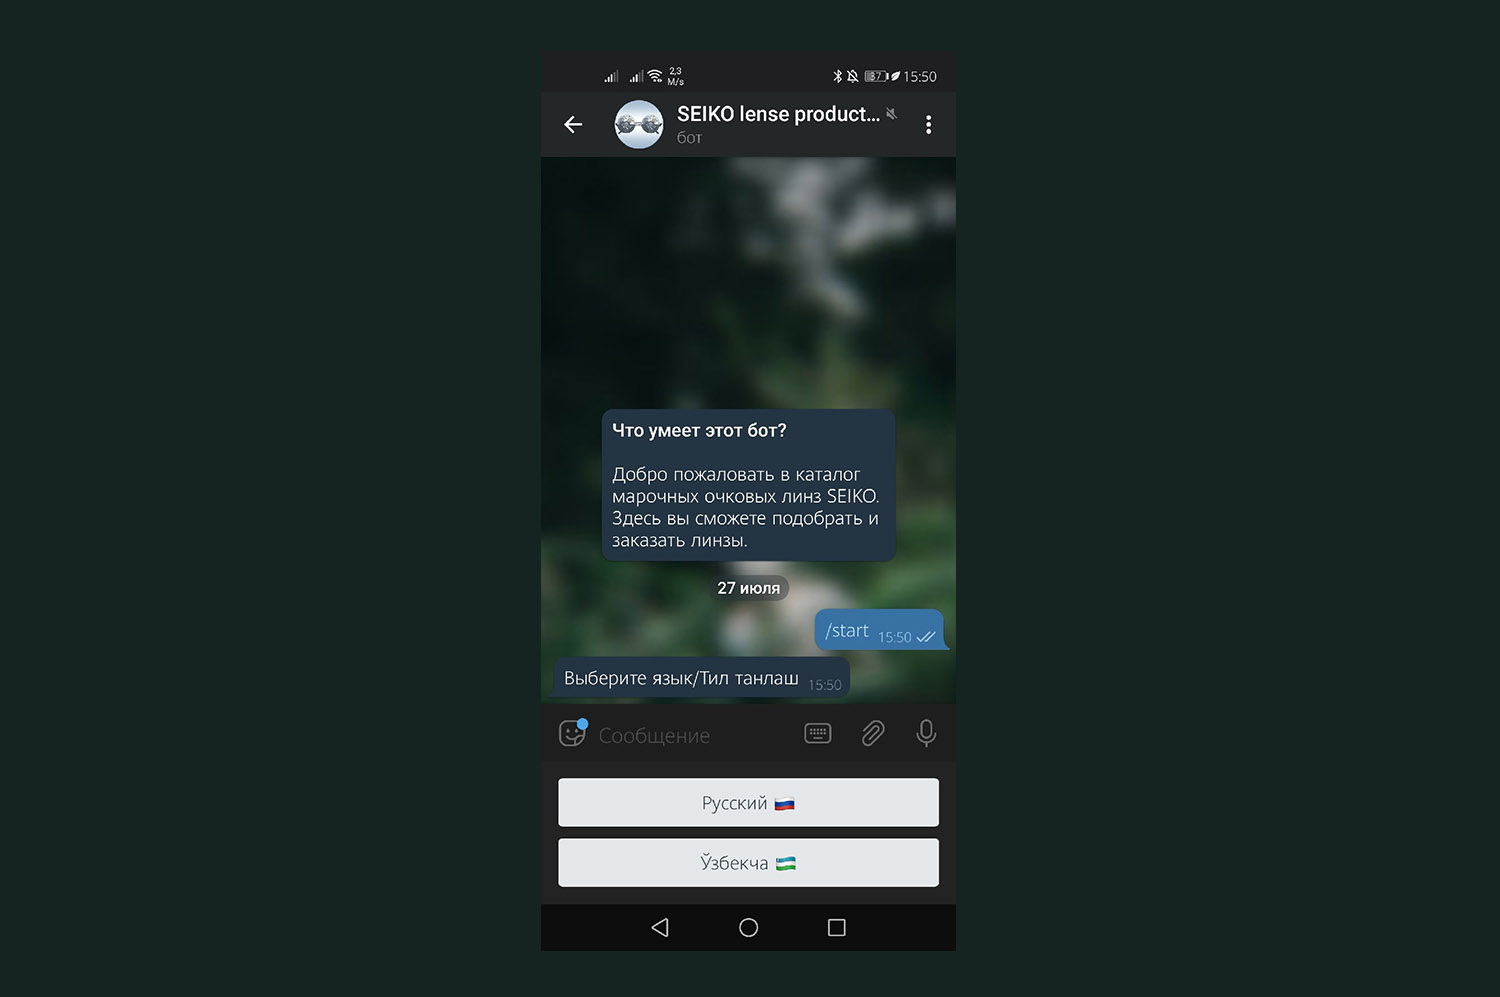 2,3
M/s
37
15:50
SEIKO lense product...
бот
Что умеет этот бот?
Добро пожаловать в каталог
марочных очковых линз SEIKO.
Здесь вы сможете подобрать и
заказать линзы.
27 июля
/start 15:50
Выберите язык/Тил танлаш 15:50
Сообщение
Русский
Ўзбекча